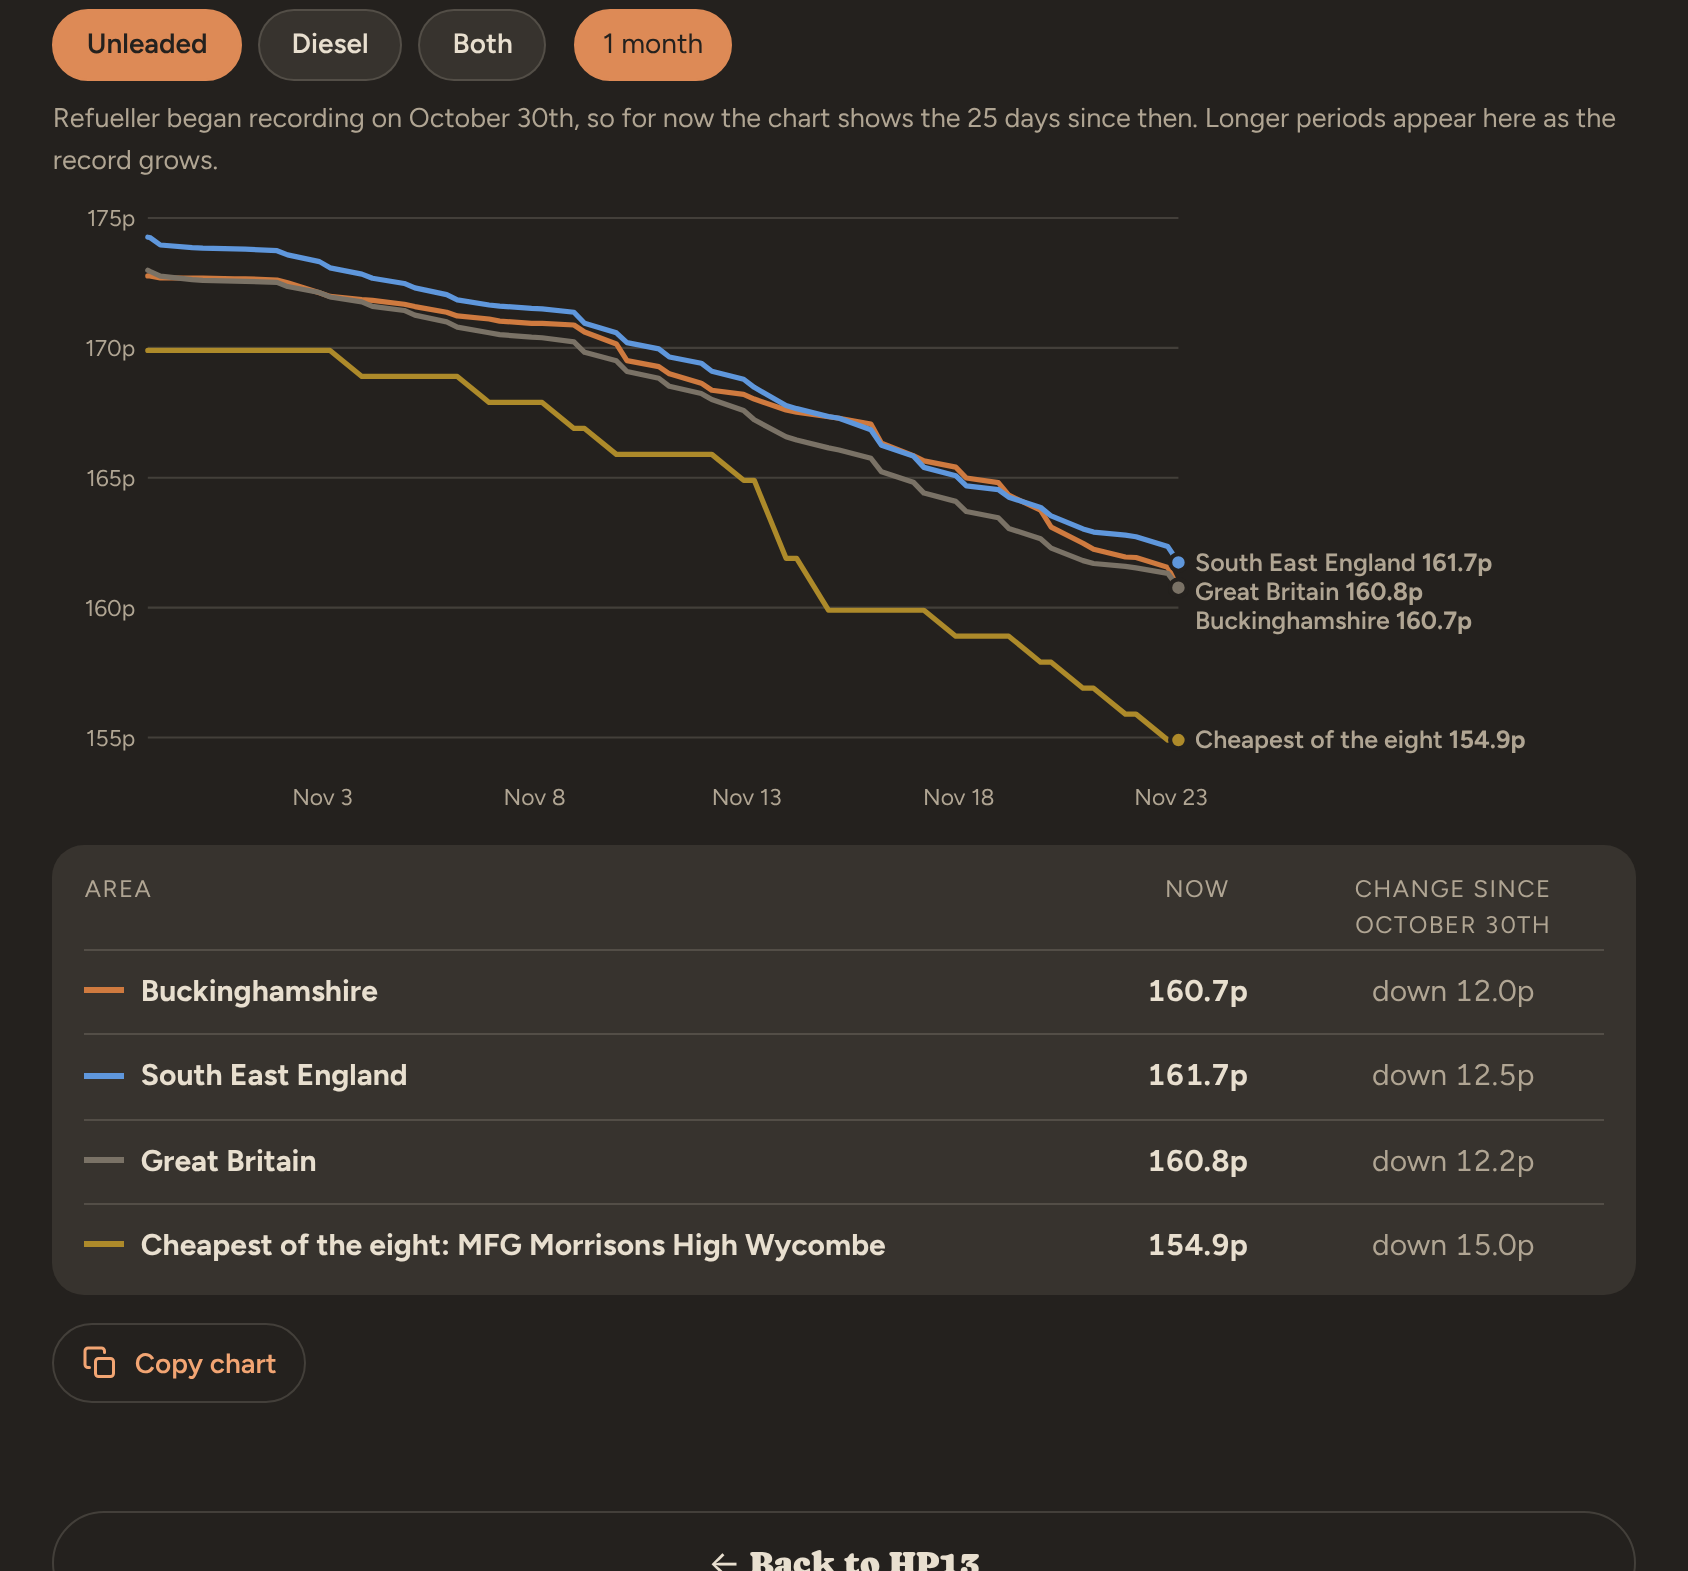 Unleaded
Diesel
Both
1 month
Refueller began recording on October 30th, so for now the chart shows the 25 days since then. Longer periods appear here as the
record grows.
175p
170p
165p
160p
155p
South East England 161.7p
Great Britain 160.8p
Buckinghamshire 160.7p
Cheapest of the eight 154.9p
Nov 3
Nov 8
Nov 13
Nov 18
Nov 23
AREA
NOW
CHANGE SINCE
OCTOBER 30TH
Buckinghamshire 160.7p down 12.0p
South East England 161.7p down 12.5p
Great Britain 160.8p down 12.2p
Cheapest of the eight: MFG Morrisons High Wycombe 154.9p down 15.0p
Copy chart
← Back to HP13